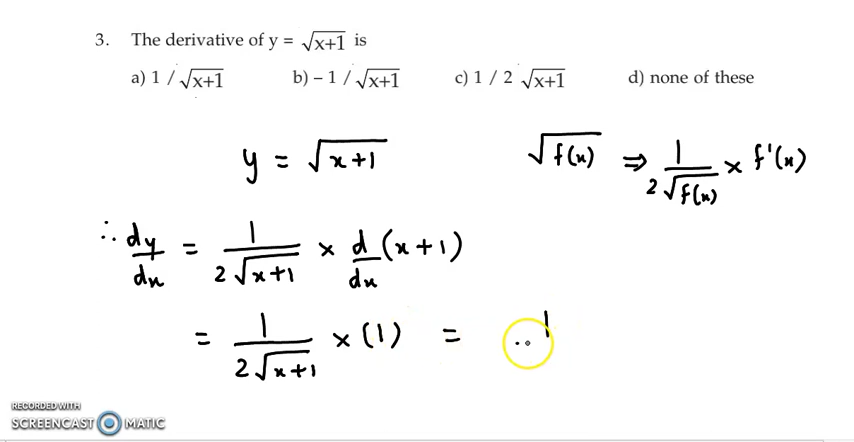 3. The derivative of y = √x+1 is
a) 1 / √x+1 b) – 1 / √x+1 c) 1 / 2 √x+1 d) none of these
y = √x+1 √f(x) ⇒ 1/2√f(x) × f'(x)
∴ dy/dx = 1/2√x+1 × d/dx (x+1)
= 1/2√x+1 × (1) = 1
RECORDED WITH
SCREENCAST MATIC